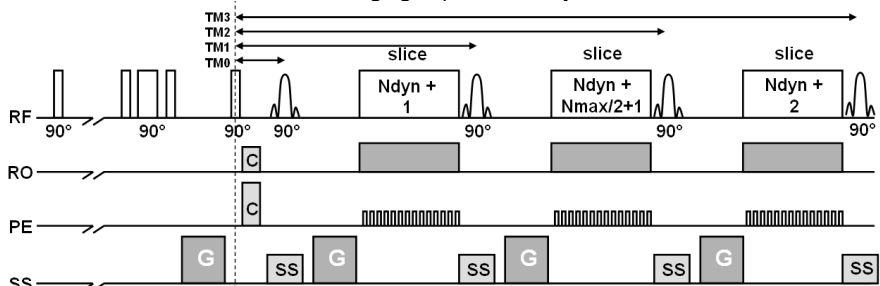 TM3
TM2
TM1
TM0
slice slice slice
Ndyn + 1
Ndyn + Nmax/2+1
Ndyn + 2
RF
90° 90° 90° 90° 90° 90° 90°
RO
C
PE
C
G G G G
SS SS SS SS
SS